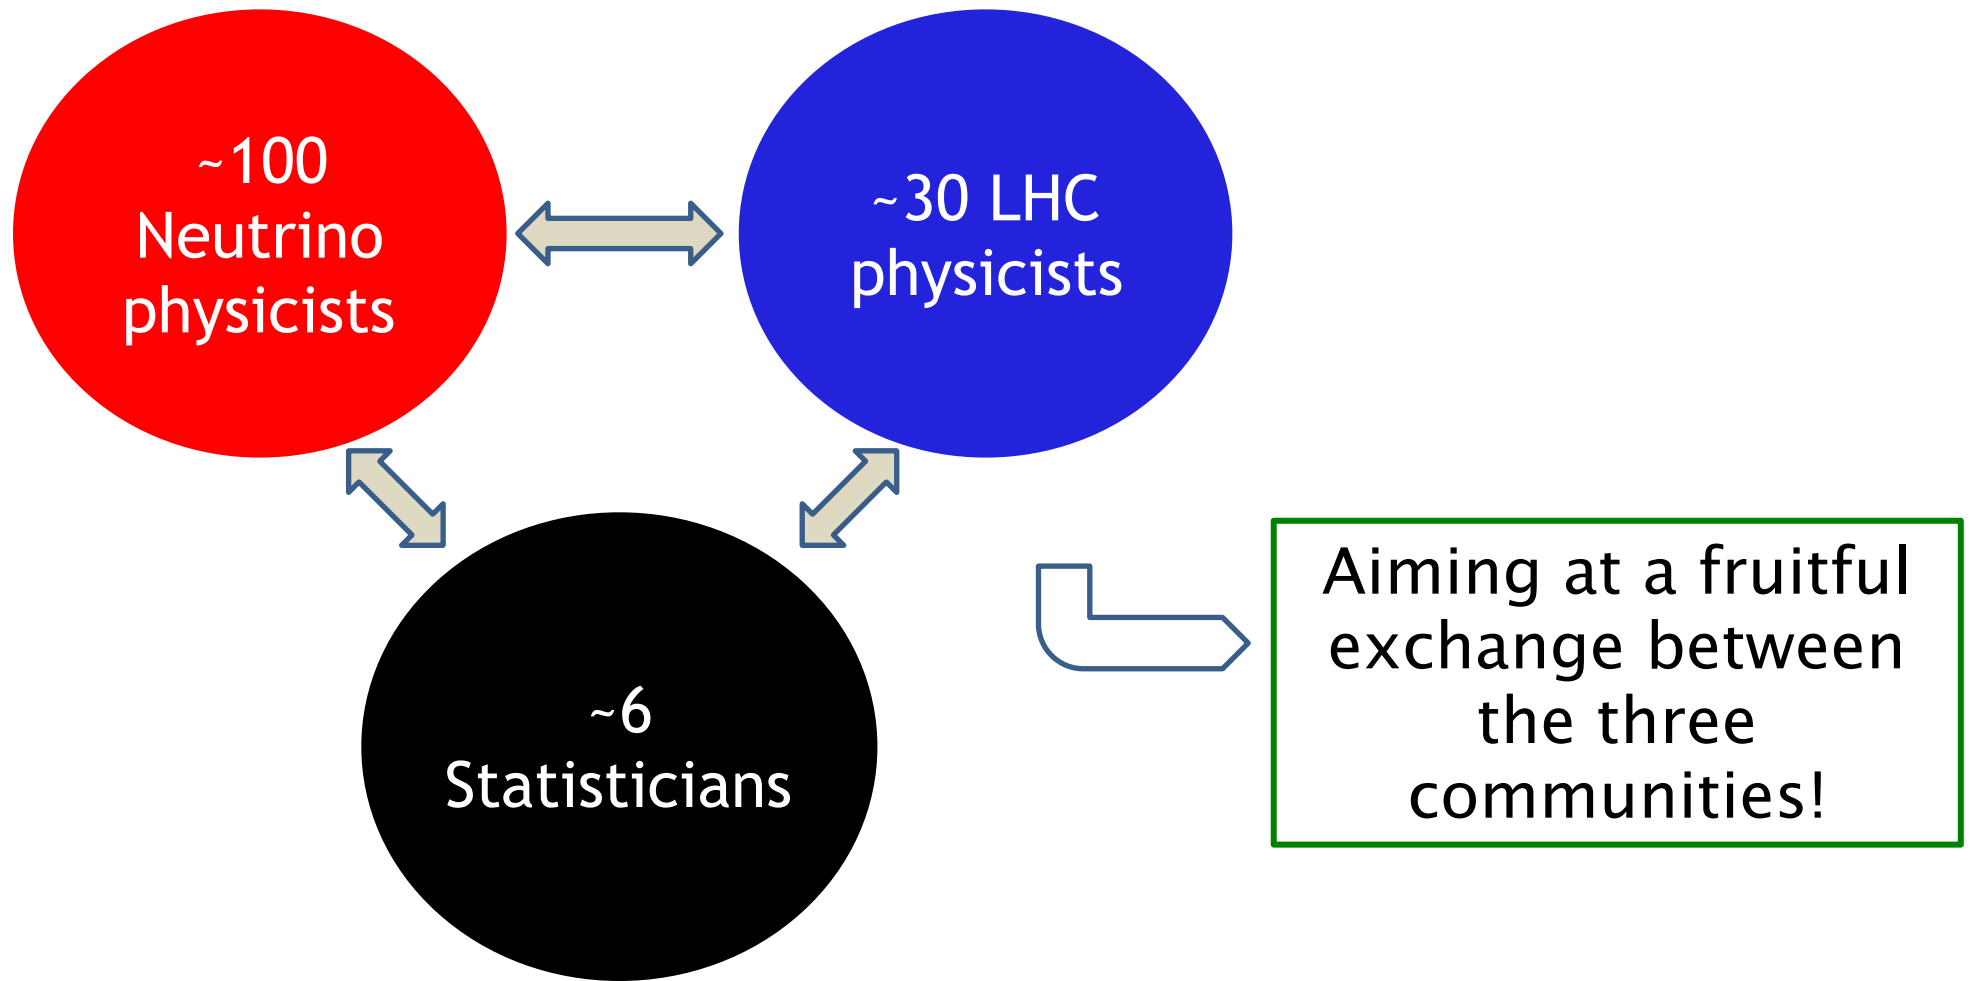 ~100
Neutrino
physicists
~30 LHC
physicists
~6
Statisticians
Aiming at a fruitful
exchange between
the three
communities!